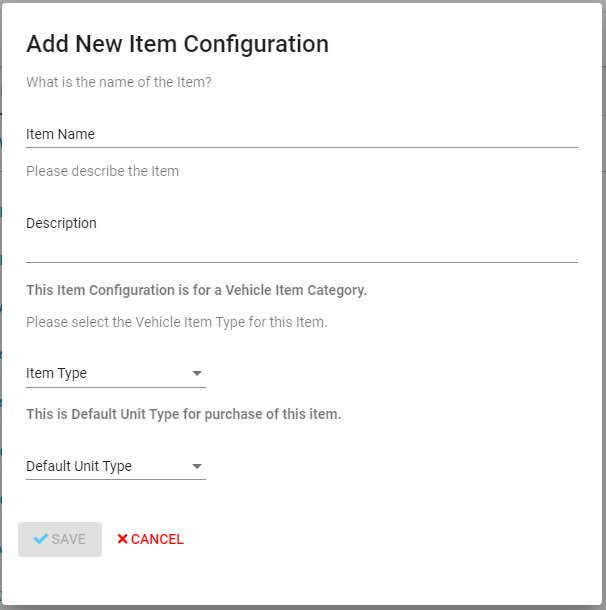 Add New Item Configuration
What is the name of the Item?
Item Name
Please describe the Item
Description
This Item Configuration is for a Vehicle Item Category.
Please select the Vehicle Item Type for this Item.
Item Type
This is Default Unit Type for purchase of this item.
Default Unit Type
SAVE CANCEL